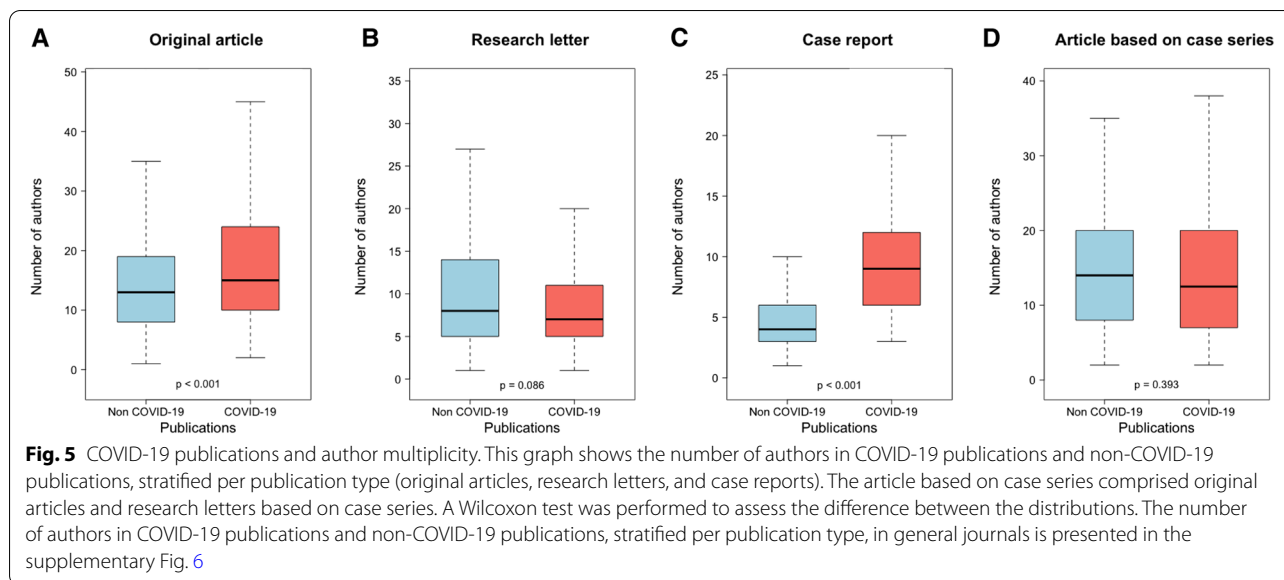 A Original article
Number of authors
50
40
30
20
10
0
p < 0.001
Non COVID-19 COVID-19
Publications
B Research letter
Number of authors
35
30
25
20
15
10
5
0
p = 0.086
Non COVID-19 COVID-19
Publications
C Case report
Number of authors
25
20
15
10
5
0
p < 0.001
Non COVID-19 COVID-19
Publications
D Article based on case series
Number of authors
40
30
20
10
0
p = 0.393
Non COVID-19 COVID-19
Publications
Fig. 5 COVID-19 publications and author multiplicity. This graph shows the number of authors in COVID-19 publications and non-COVID-19
publications, stratified per publication type (original articles, research letters, and case reports). The article based on case series comprised original
articles and research letters based on case series. A Wilcoxon test was performed to assess the difference between the distributions. The number
of authors in COVID-19 publications and non-COVID-19 publications, stratified per publication type, in general journals is presented in the
supplementary Fig. 6